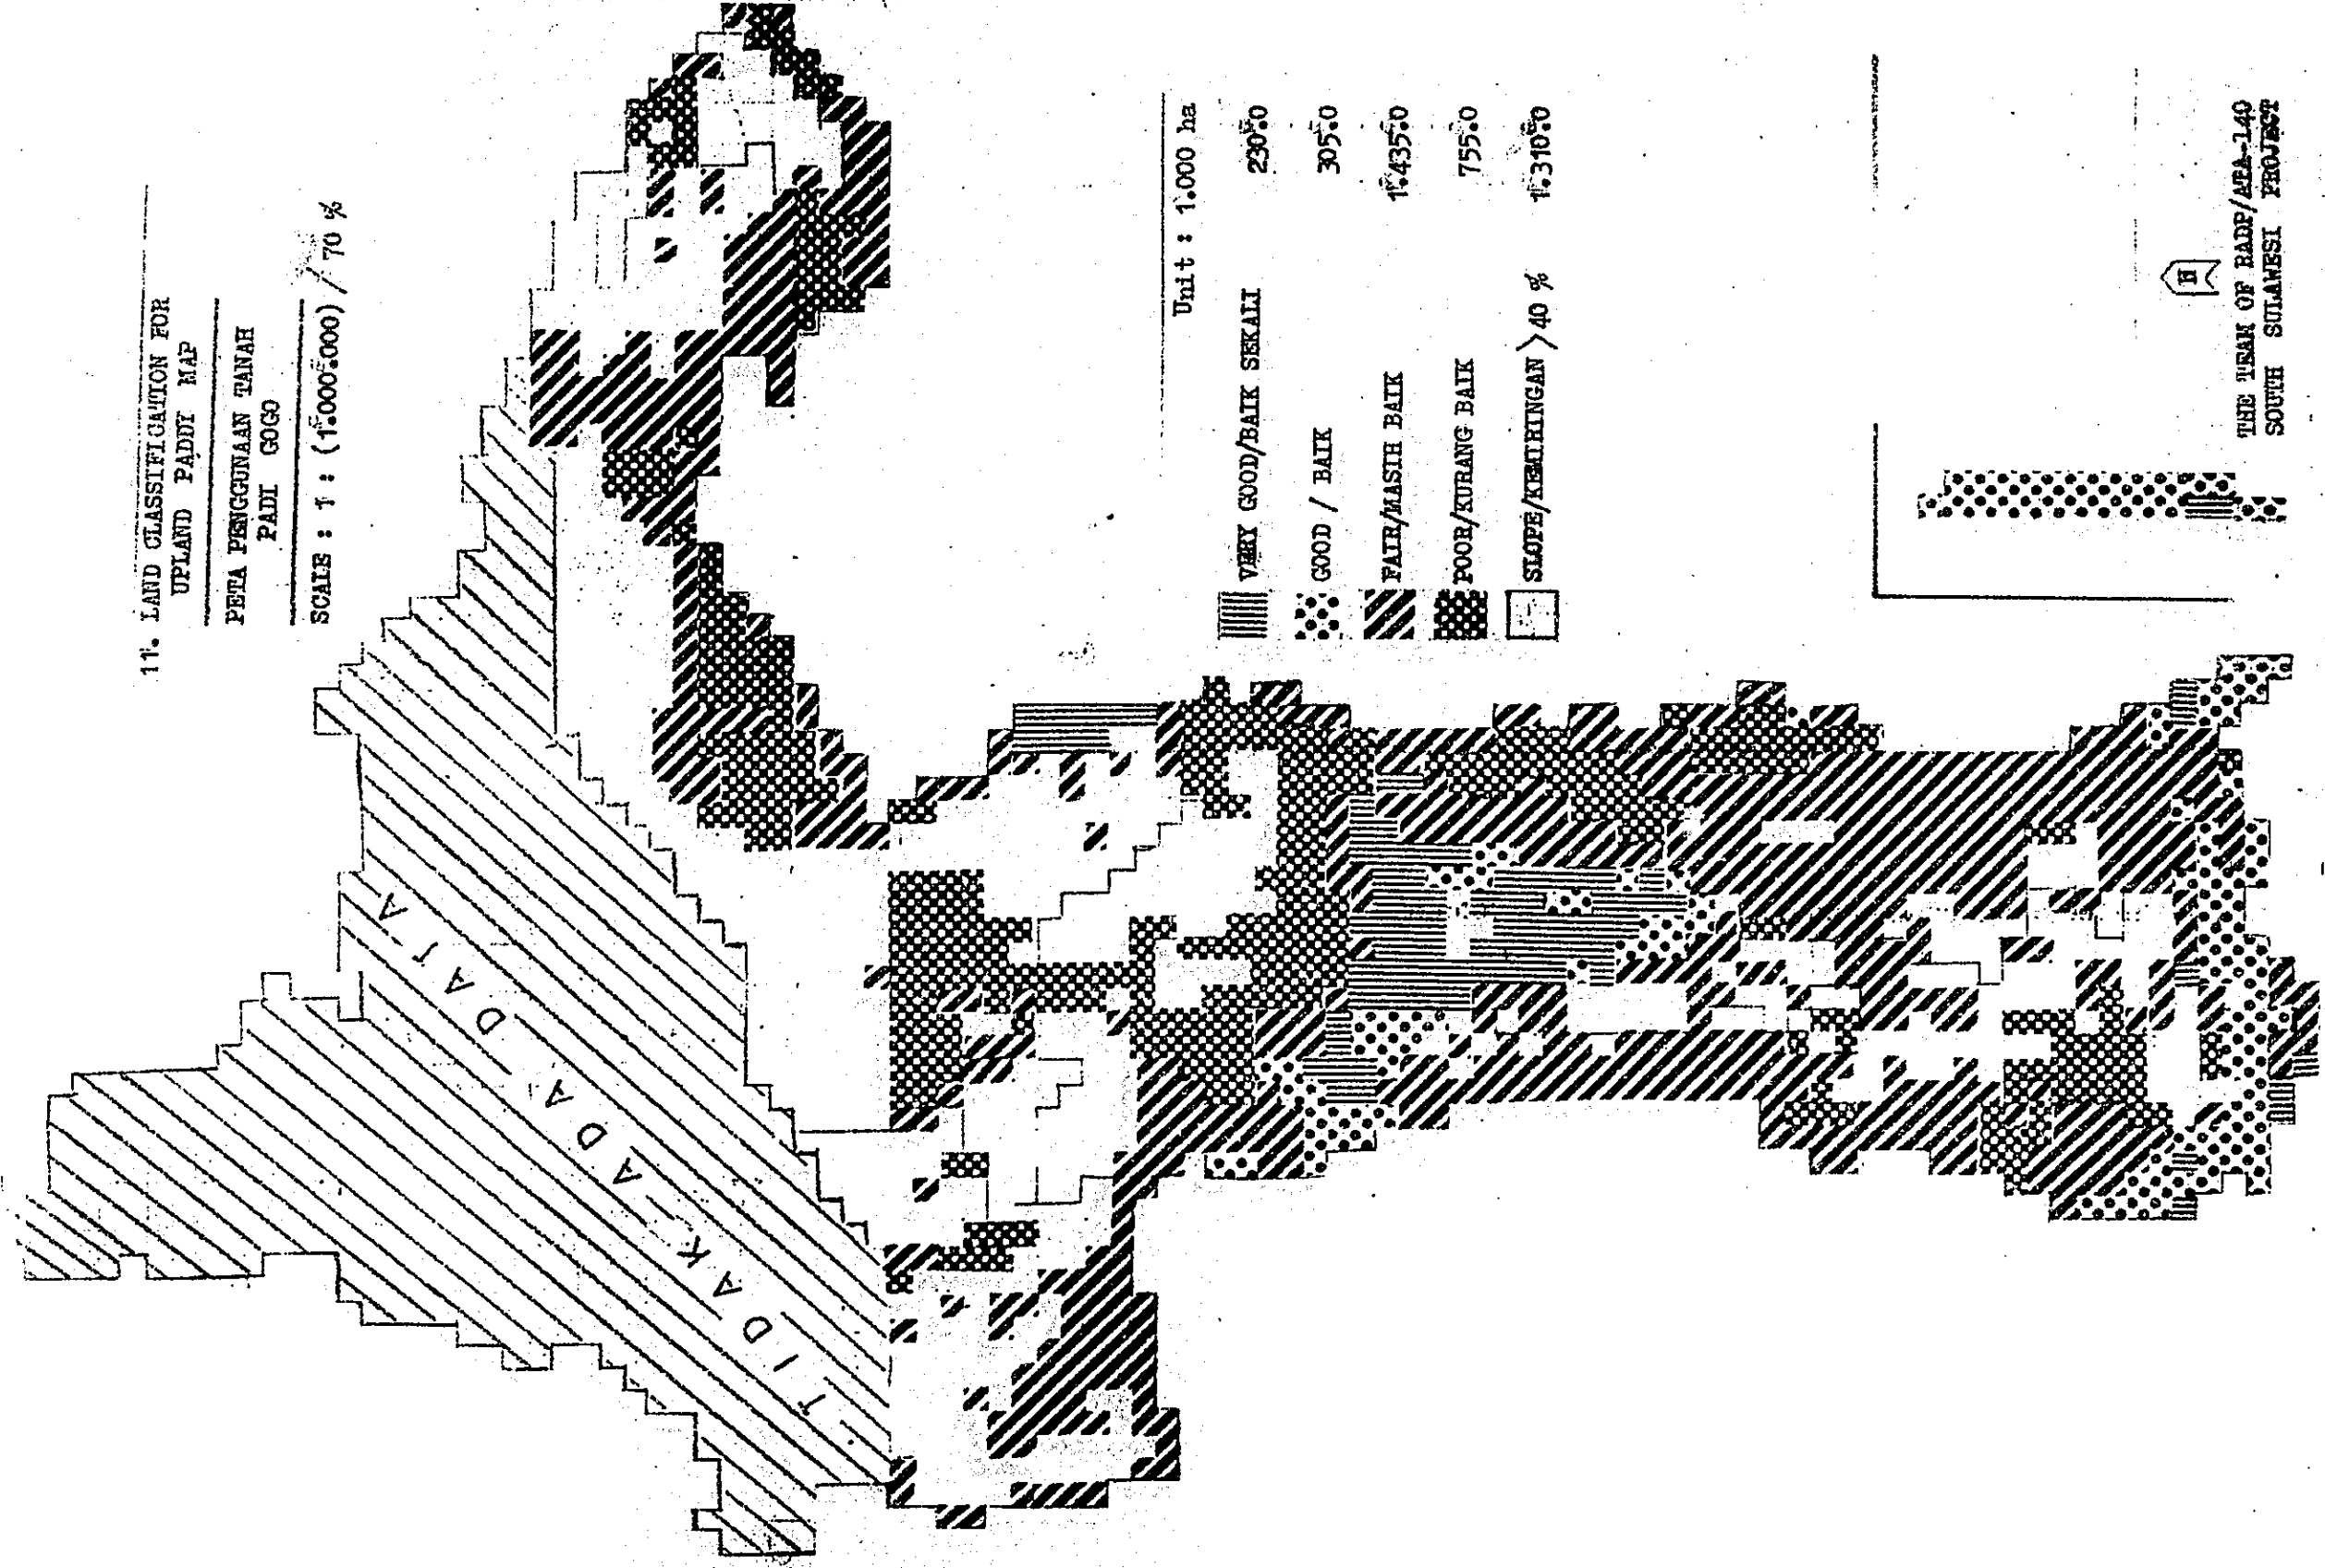 11. LAND CLASSIFICATION FOR
UPLAND PADDI MAP
PETA PENGGUNAAN TANAH
PADI GOGO
SCALE : 1 : (1.000.000) / 70 %
TIDAK ADA DATA
Unit : 1.000 ha
VERY GOOD/BAIK SEKALI 230.0
GOOD / BAIK 305.0
FAIR/MASIH BAIK 1.435.0
POOR/KURANG BAIK 755.0
SLOPE/KEMIRINGAN >40 % 1.310.0
THE TEAM OF RADP/ATA-140
SOUTH SULAWESI PROJECT